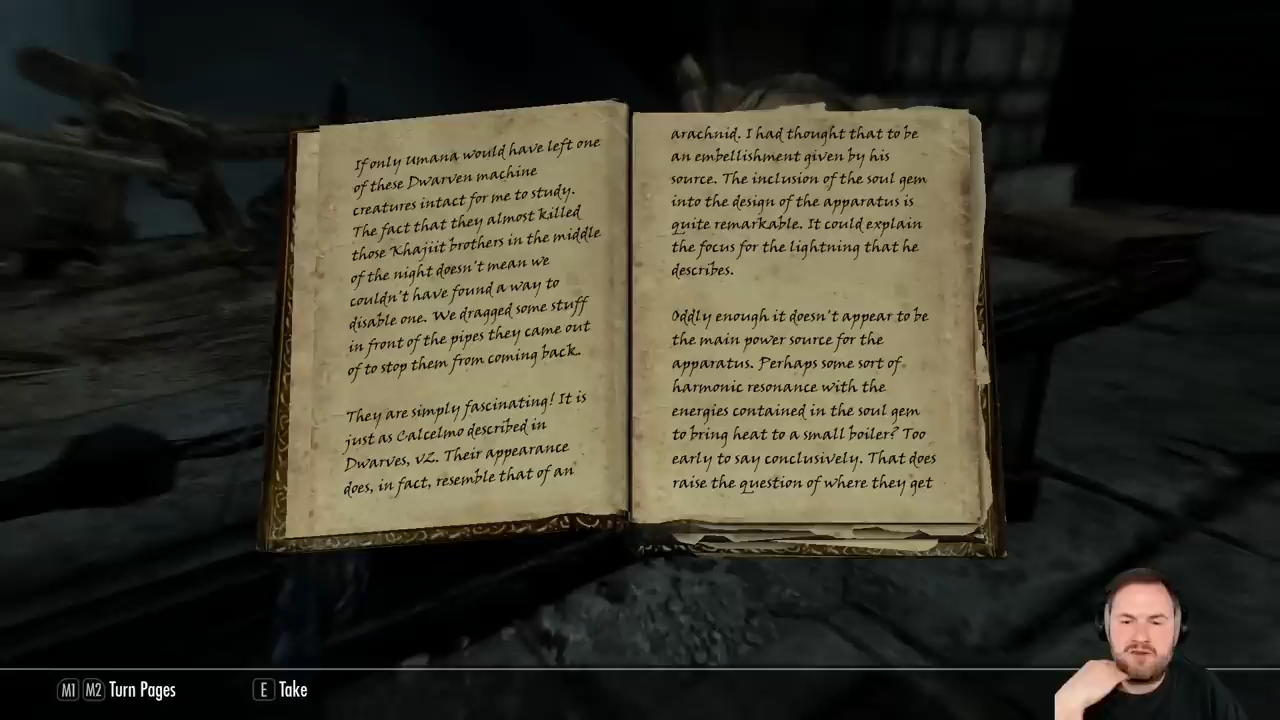 If only Umana would have left one
of these Dwarven machine
creatures intact for me to study.
The fact that they almost killed
those Khajiit brothers in the middle
of the night doesn't mean we
couldn't have found a way to
disable one. We dragged some stuff
in front of the pipes they came out
of to stop them from coming back.
They are simply fascinating! It is
just as Calcelmo described in
Dwarves, v2. Their appearance
does, in fact, resemble that of an
arachnid. I had thought that to be
an embellishment given by his
source. The inclusion of the soul gem
into the design of the apparatus is
quite remarkable. It could explain
the focus for the lightning that he
describes.
Oddly enough it doesn't appear to be
the main power source for the
apparatus. Perhaps some sort of
harmonic resonance with the
energies contained in the soul gem
to bring heat to a small boiler? Too
early to say conclusively. That does
raise the question of where they get
M1 M2 Turn Pages
E Take